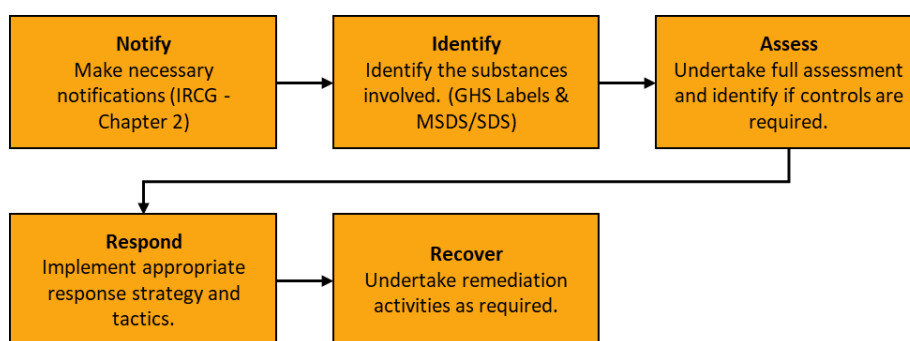 Notify
Make necessary
notifications (IRCG -
Chapter 2)
Identify
Identify the substances
involved. (GHS Labels &
MSDS/SDS)
Assess
Undertake full assessment
and identify if controls are
required.
Respond
Implement appropriate
response strategy and
tactics.
Recover
Undertake remediation
activities as required.